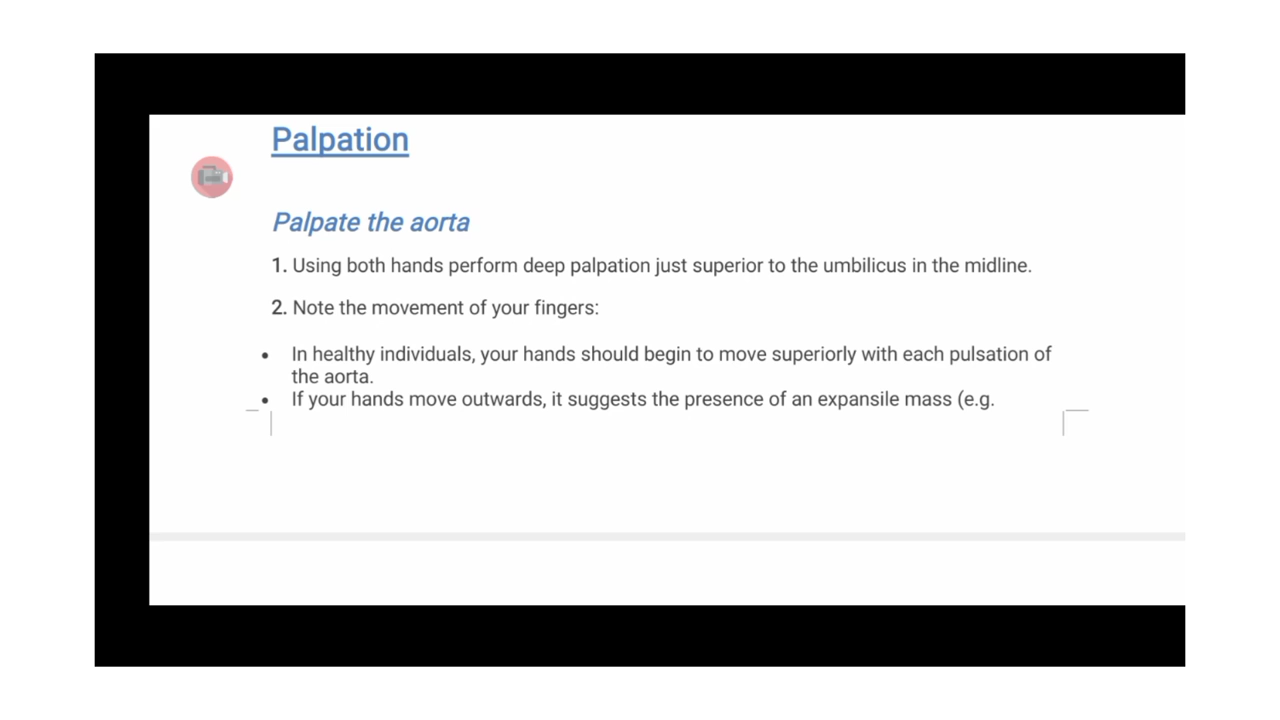 Palpation
Palpate the aorta
1. Using both hands perform deep palpation just superior to the umbilicus in the midline.
2. Note the movement of your fingers:
• In healthy individuals, your hands should begin to move superiorly with each pulsation of
the aorta.
• If your hands move outwards, it suggests the presence of an expansile mass (e.g.